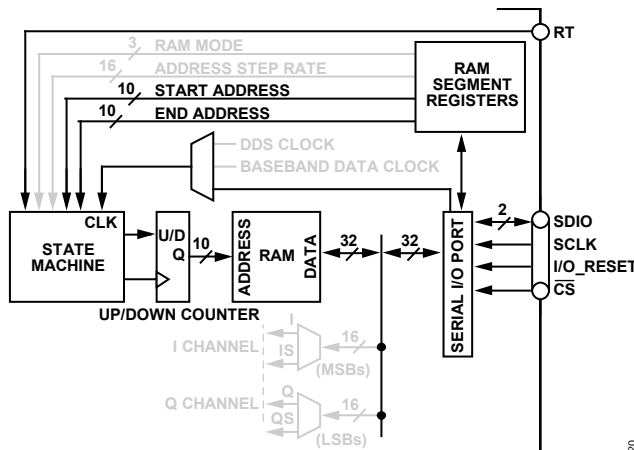 RT
3 RAM MODE
16 ADDRESS STEP RATE
10 START ADDRESS
10 END ADDRESS
RAM
SEGMENT
REGISTERS
DDS CLOCK
BASEBAND DATA CLOCK
CLK
STATE
MACHINE
U/D
Q
10
ADDRESS
RAM
DATA
32
32
SERIAL I/O PORT
2
SDIO
SCLK
I/O_RESET
CS
UP/DOWN COUNTER
I
I CHANNEL
IS
16
(MSBs)
Q
Q CHANNEL
QS
16
(LSBs)
20